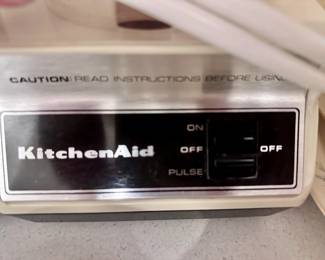 CAUTION: READ INSTRUCTIONS BEFORE USING
ON
KitchenAid OFF OFF
PULSE